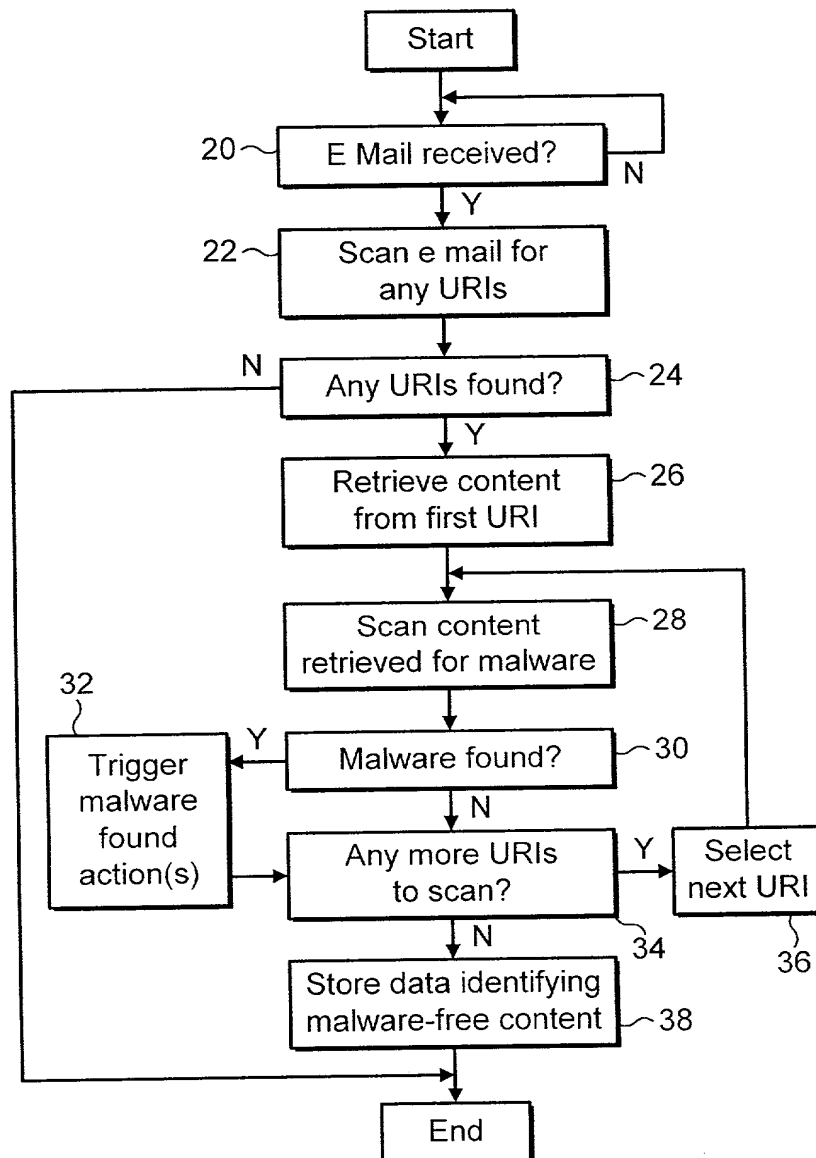 Start
20
E Mail received?
N
Y
22
Scan e mail for
any URIs
N
Any URIs found?
24
Y
Retrieve content
from first URI
26
Scan content
retrieved for malware
28
32
Y
Malware found?
30
Trigger
malware
found
action(s)
N
Any more URIs
to scan?
Y
Select
next URI
34
36
N
Store data identifying
malware-free content
38
End